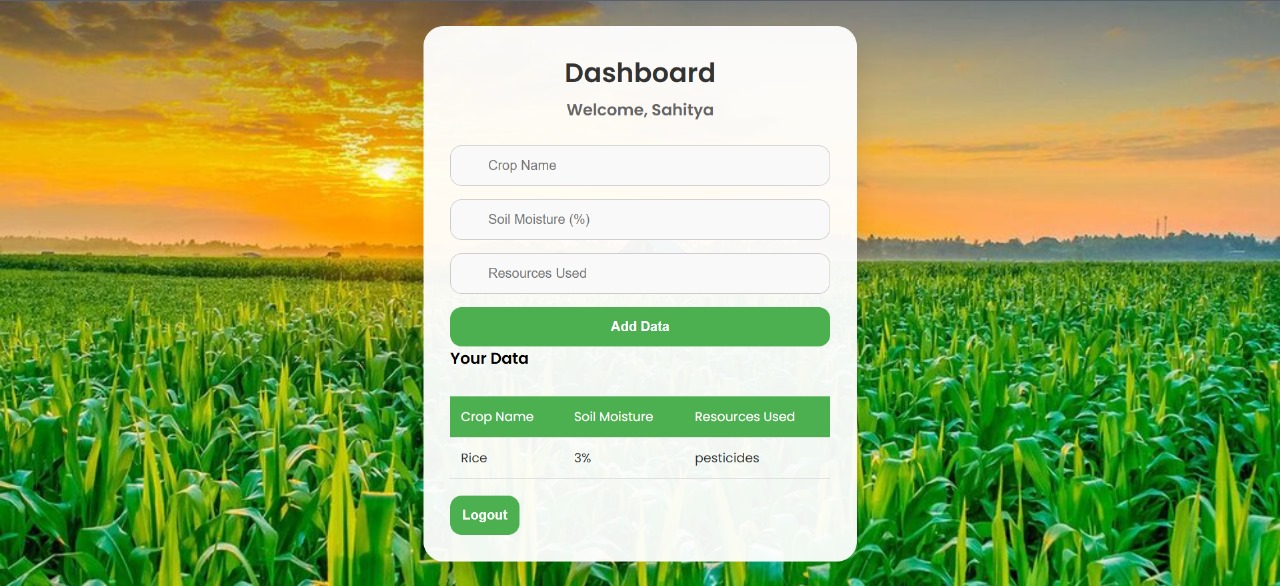 Dashboard
Welcome, Sahitya
Crop Name
Soil Moisture (%)
Resources Used
Add Data
Your Data
Crop Name Soil Moisture Resources Used
Rice 3% pesticides
Logout